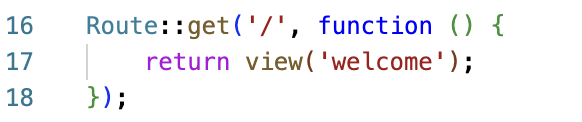 16 Route::get('/', function () {
17     return view('welcome');
18 });